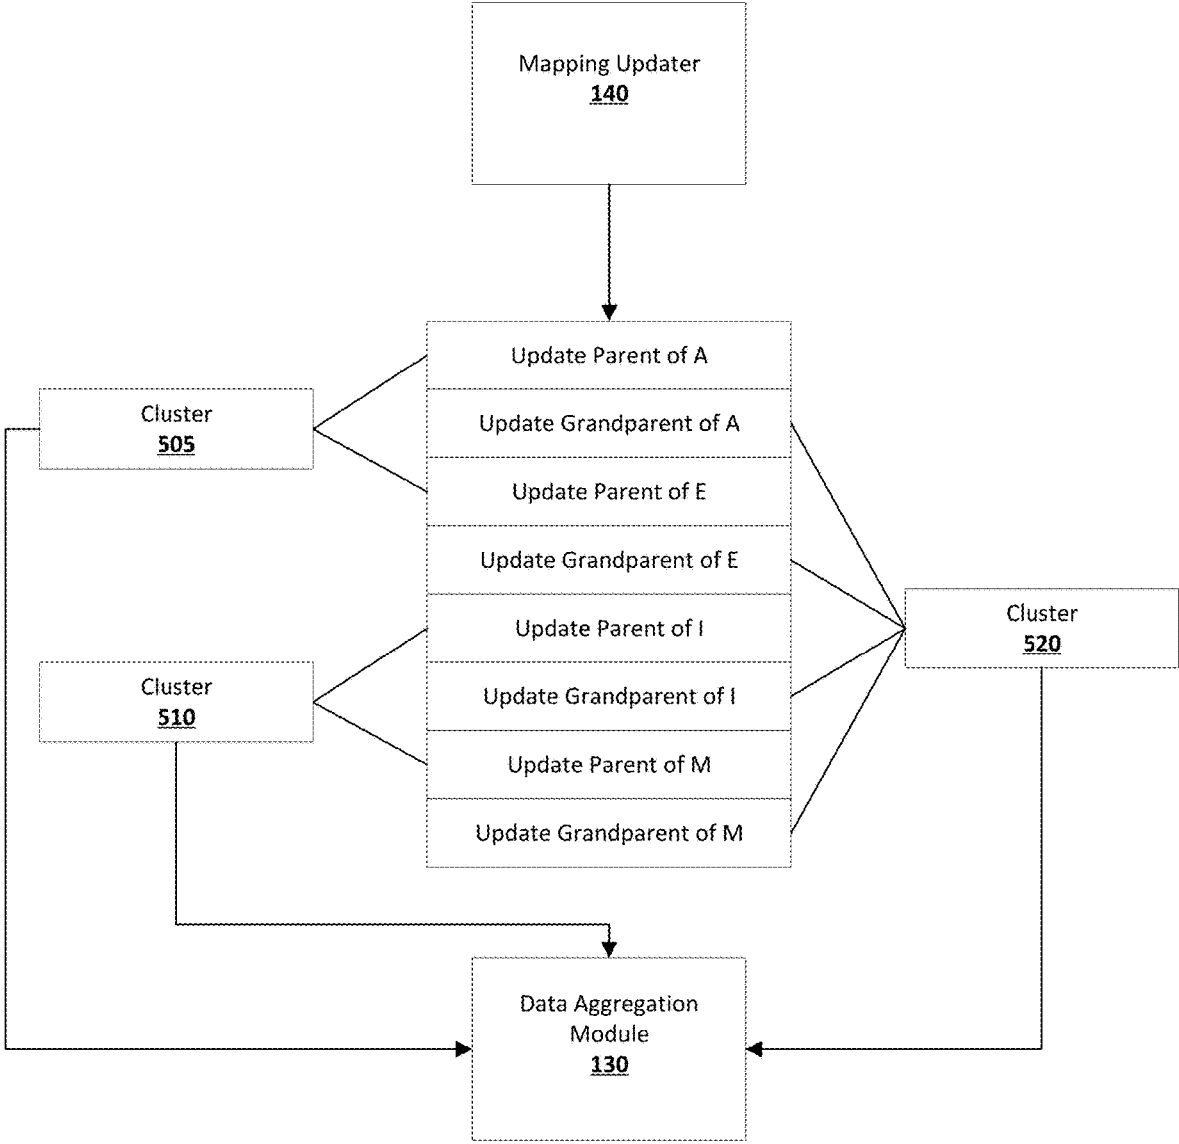 Mapping Updater
140
Update Parent of A
Update Grandparent of A
Update Parent of E
Update Grandparent of E
Update Parent of I
Update Grandparent of I
Update Parent of M
Update Grandparent of M
Cluster
505
Cluster
510
Cluster
520
Data Aggregation
Module
130